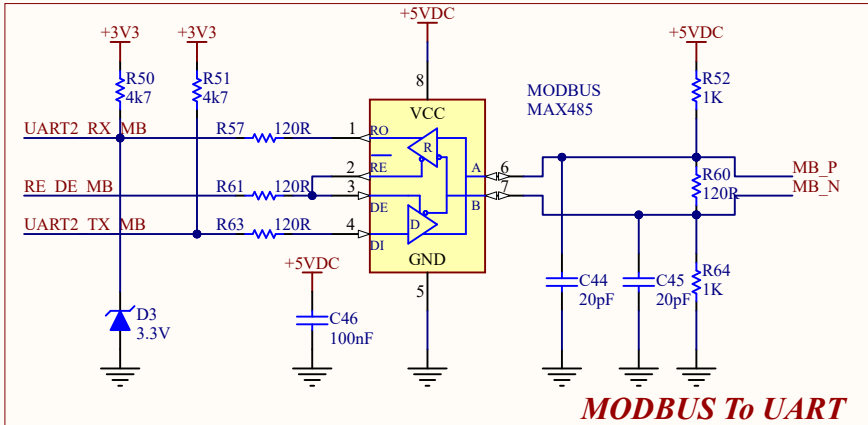 +5VDC
+3V3
+3V3
+5VDC
R50
4k7
R51
4k7
8
VCC
MODBUS
MAX485
R52
1K
UART2_RX_MB
R57
120R
1
RO
R
2
RE
A
6
MB_P
R60
120R
RE_DE_MB
R61
120R
3
DE
B
7
MB_N
UART2_TX_MB
R63
120R
4
DI
D
+5VDC
GND
5
C44
20pF
C45
20pF
R64
1K
D3
3.3V
C46
100nF
MODBUS To UART